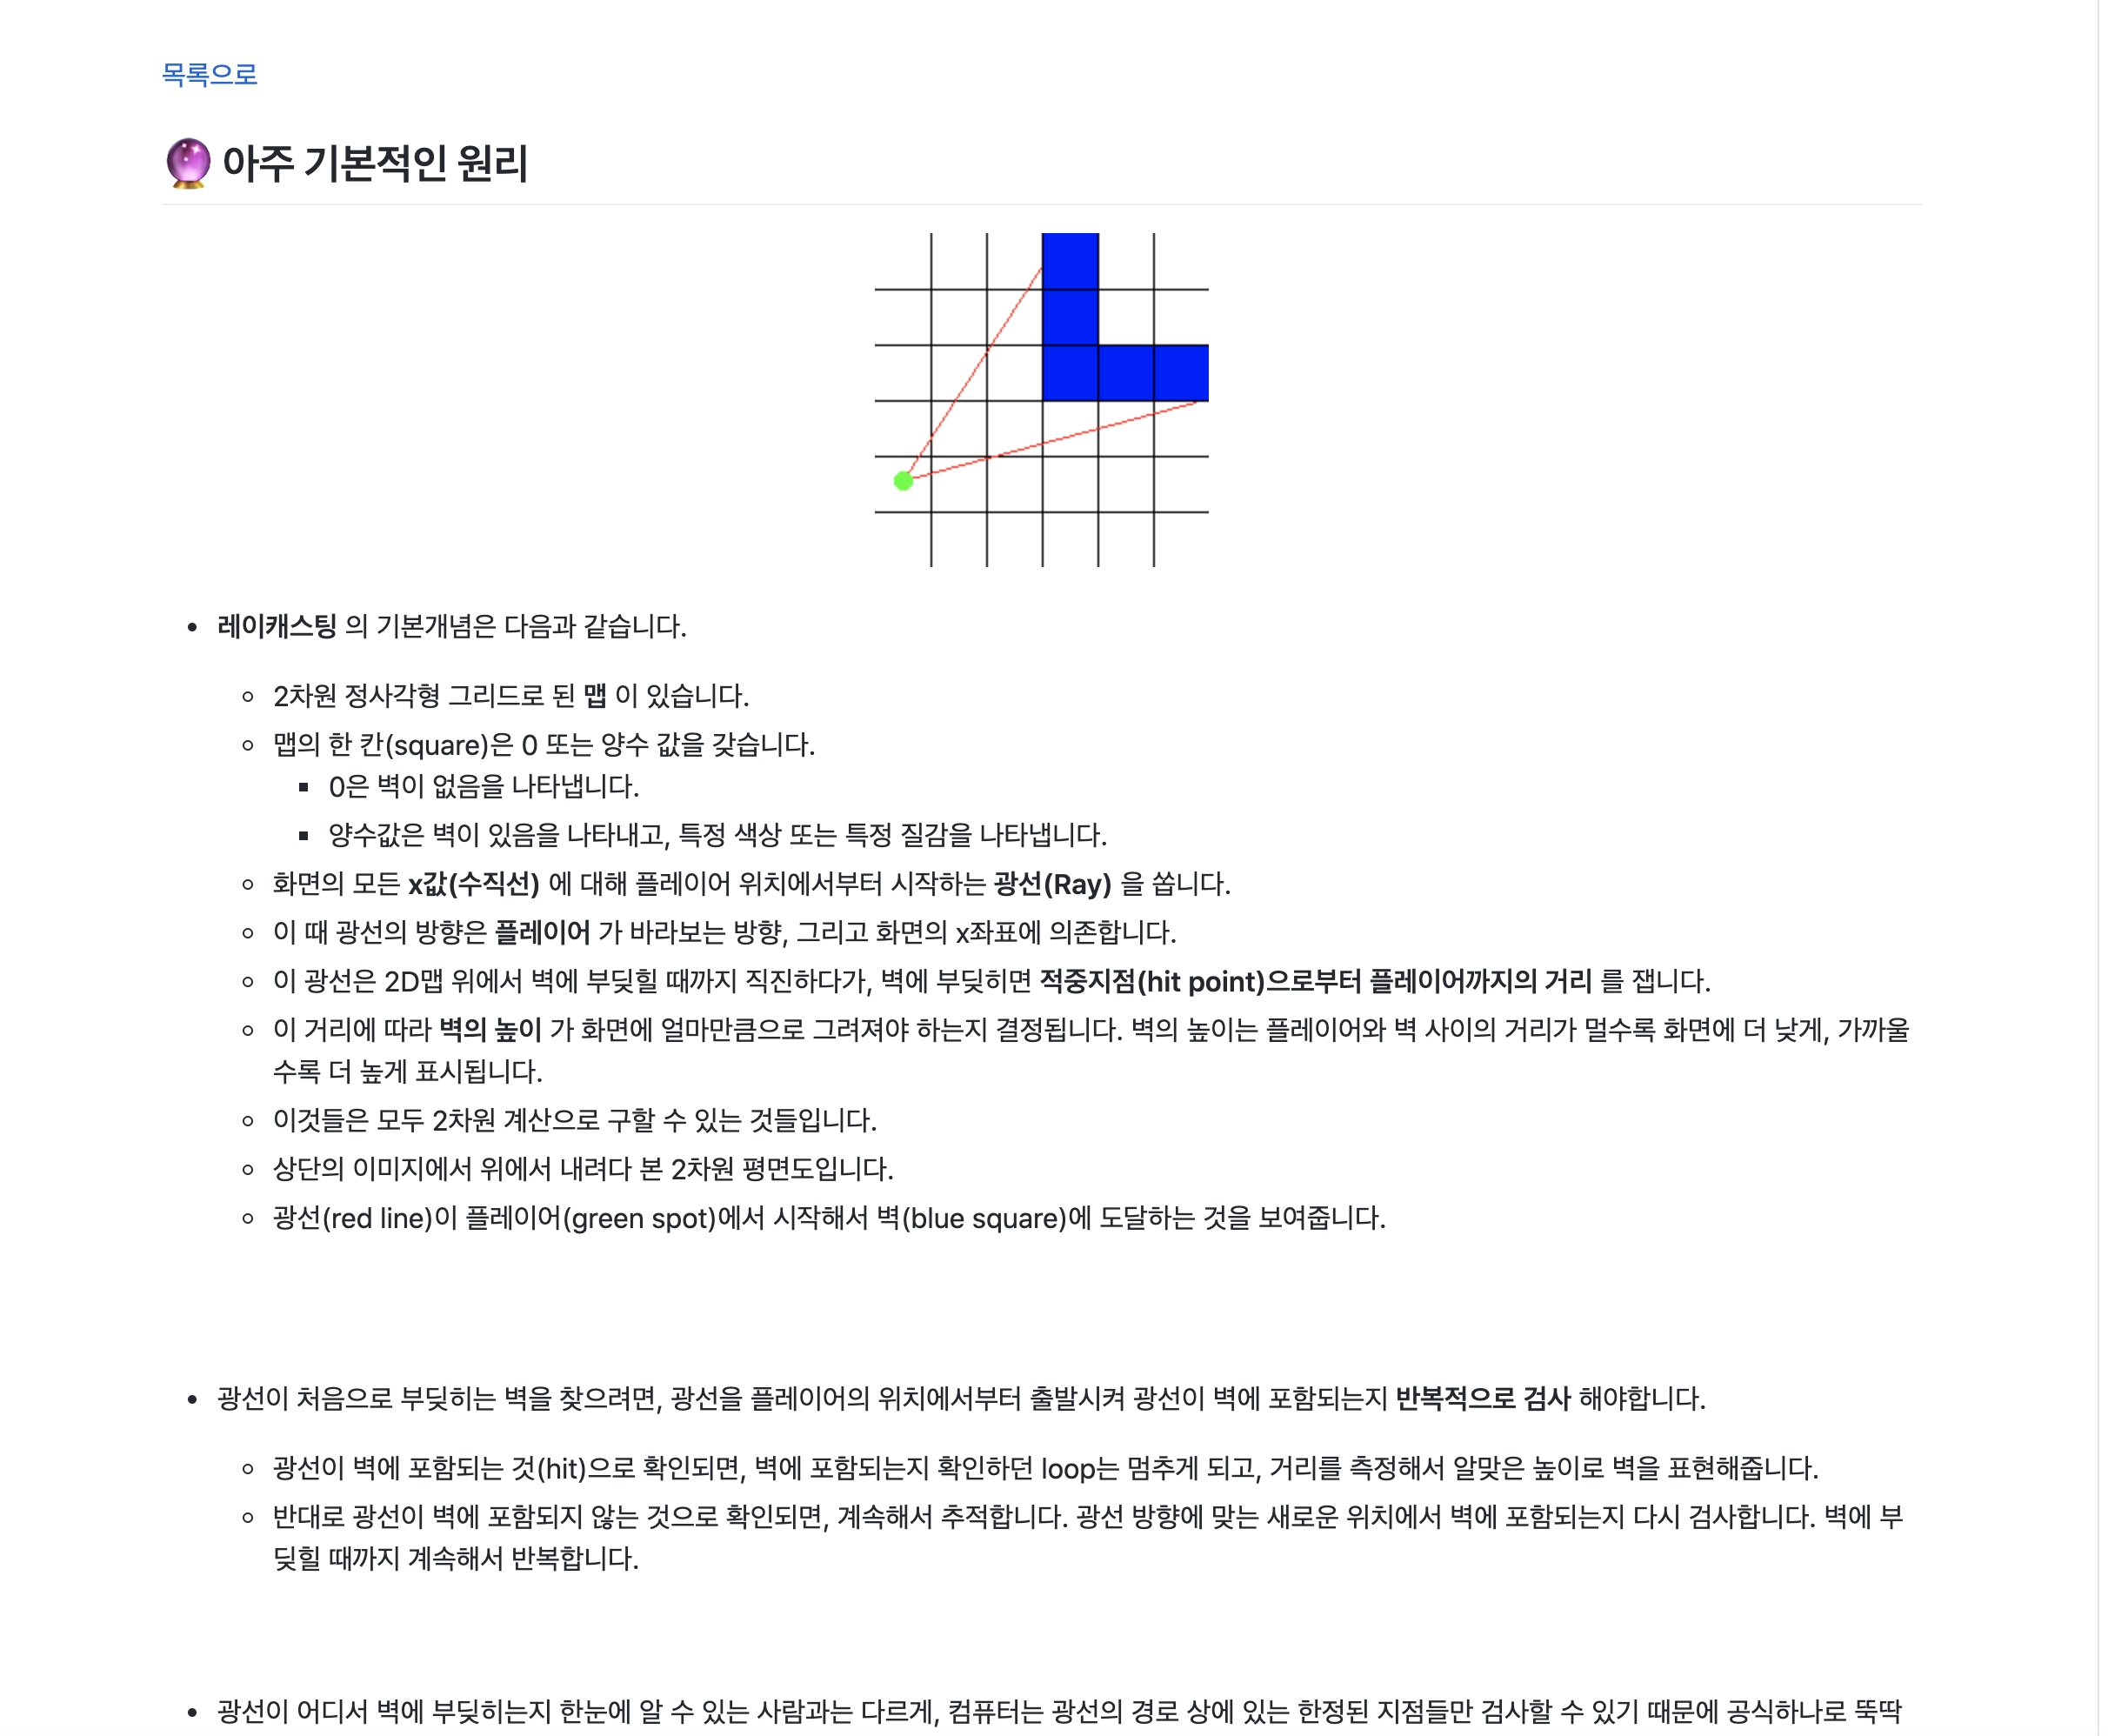 목록으로
아주 기본적인 원리
레이캐스팅 의 기본개념은 다음과 같습니다.
2차원 정사각형 그리드로 된 맵 이 있습니다.
맵의 한 칸(square)은 0 또는 양수 값을 갖습니다.
0은 벽이 없음을 나타냅니다.
양수값은 벽이 있음을 나타내고, 특정 색상 또는 특정 질감을 나타냅니다.
화면의 모든 x값(수직선) 에 대해 플레이어 위치에서부터 시작하는 광선(Ray) 을 쏩니다.
이 때 광선의 방향은 플레이어 가 바라보는 방향, 그리고 화면의 x좌표에 의존합니다.
이 광선은 2D맵 위에서 벽에 부딪힐 때까지 직진하다가, 벽에 부딪히면 적중지점(hit point)으로부터 플레이어까지의 거리 를 잽니다.
이 거리에 따라 벽의 높이 가 화면에 얼마만큼으로 그려져야 하는지 결정됩니다. 벽의 높이는 플레이어와 벽 사이의 거리가 멀수록 화면에 더 낮게, 가까울
수록 더 높게 표시됩니다.
이것들은 모두 2차원 계산으로 구할 수 있는 것들입니다.
상단의 이미지에서 위에서 내려다 본 2차원 평면도입니다.
광선(red line)이 플레이어(green spot)에서 시작해서 벽(blue square)에 도달하는 것을 보여줍니다.
광선이 처음으로 부딪히는 벽을 찾으려면, 광선을 플레이어의 위치에서부터 출발시켜 광선이 벽에 포함되는지 반복적으로 검사 해야합니다.
광선이 벽에 포함되는 것(hit)으로 확인되면, 벽에 포함되는지 확인하던 loop는 멈추게 되고, 거리를 측정해서 알맞은 높이로 벽을 표현해줍니다.
반대로 광선이 벽에 포함되지 않는 것으로 확인되면, 계속해서 추적합니다. 광선 방향에 맞는 새로운 위치에서 벽에 포함되는지 다시 검사합니다. 벽에 부
딪힐 때까지 계속해서 반복합니다.
광선이 어디서 벽에 부딪히는지 한눈에 알 수 있는 사람과는 다르게, 컴퓨터는 광선의 경로 상에 있는 한정된 지점들만 검사할 수 있기 때문에 공식하나로 뚝딱